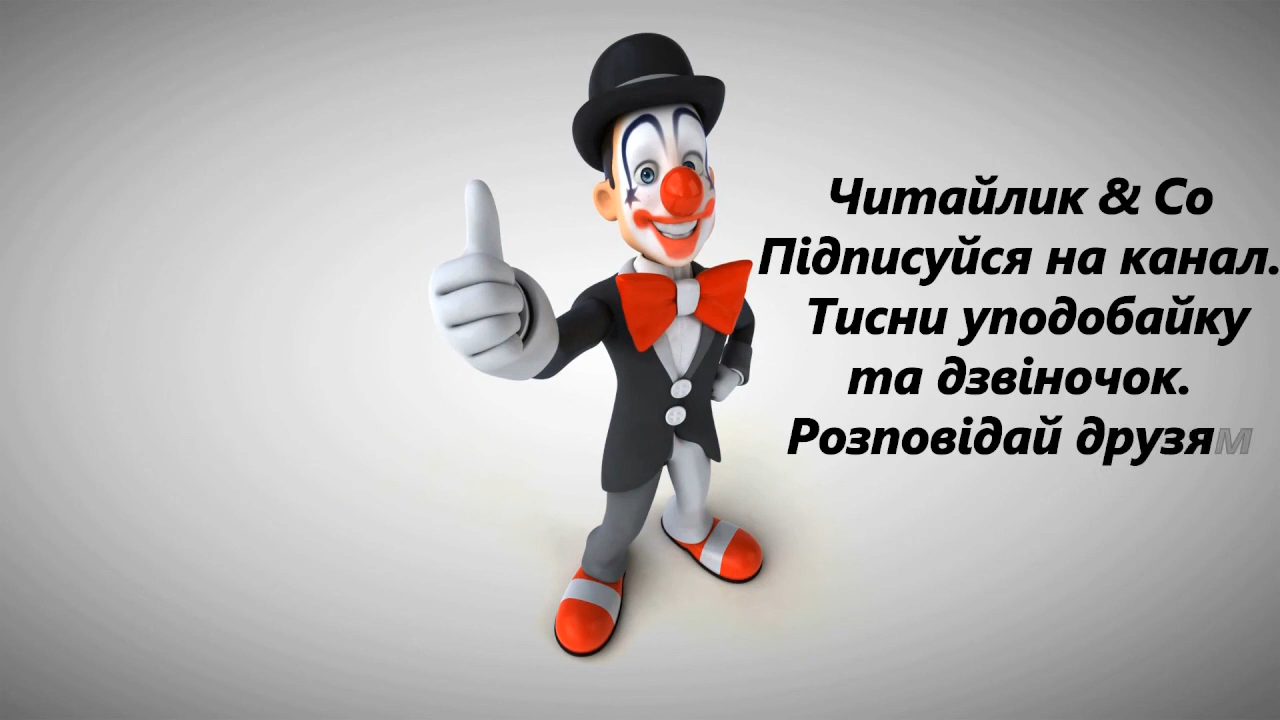 Читайлик & Co
Підписуйся на канал.
Тисни уподобайку
та дзвіночок.
Розповідай друзям